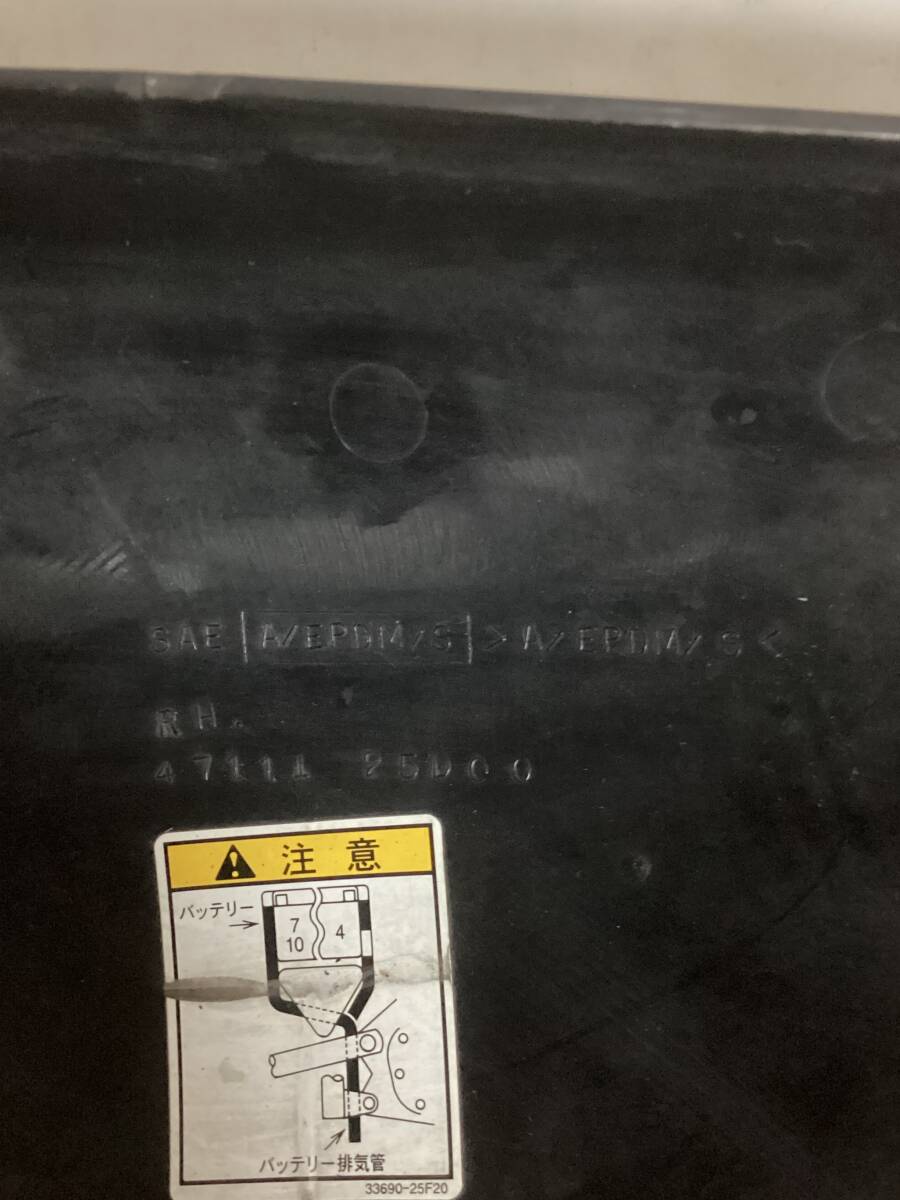 SAE |A/EPDM/S| >A/EPDM/S<
RH.
47111 25D00
注意
バッテリー
7
10
4
バッテリー排気管
33690-25F20